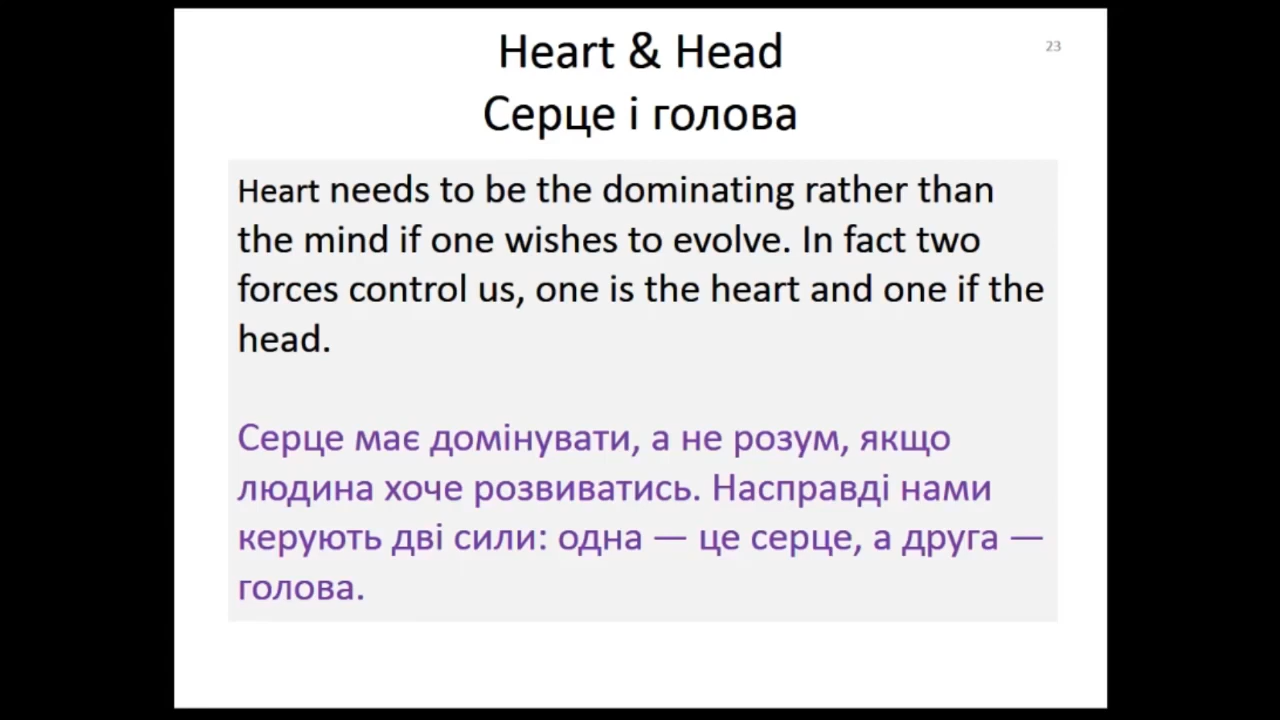 Heart & Head
23
Серце і голова
Heart needs to be the dominating rather than
the mind if one wishes to evolve. In fact two
forces control us, one is the heart and one if the
head.
Серце має домінувати, а не розум, якщо
людина хоче розвиватись. Насправді нами
керують дві сили: одна — це серце, а друга —
голова.